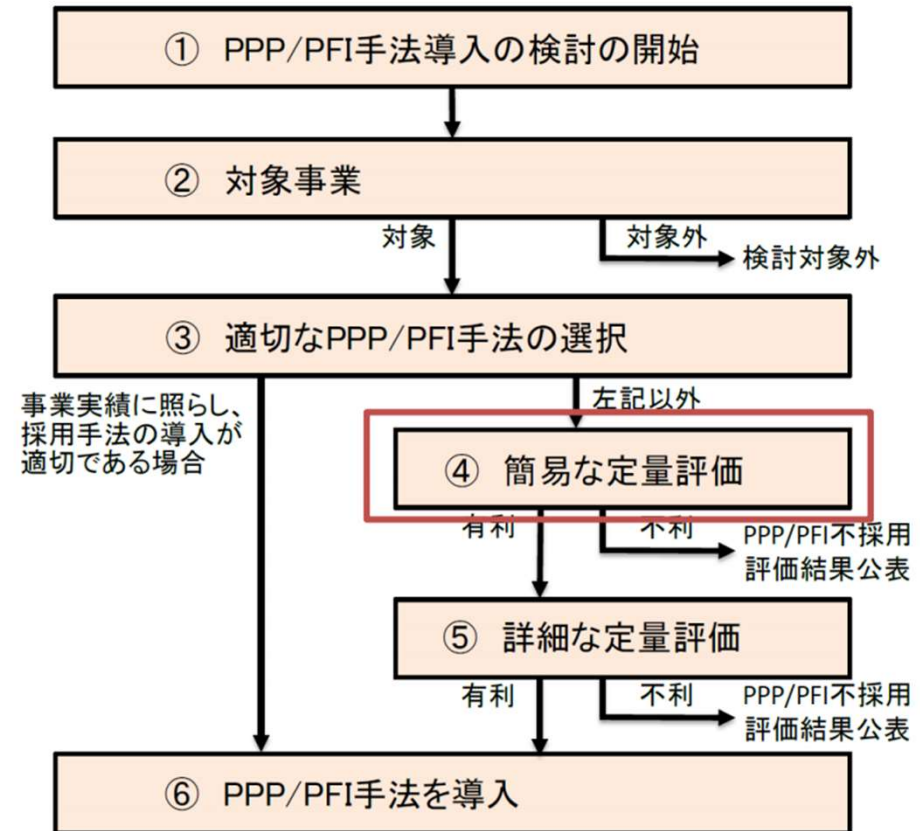 ① PPP/PFI手法導入の検討の開始
② 対象事業
対象
対象外
検討対象外
③ 適切なPPP/PFI手法の選択
事業実績に照らし、
採用手法の導入が
適切である場合
左記以外
④ 簡易な定量評価
有利
不利
PPP/PFI不採用
評価結果公表
⑤ 詳細な定量評価
有利
不利
PPP/PFI不採用
評価結果公表
⑥ PPP/PFI手法を導入